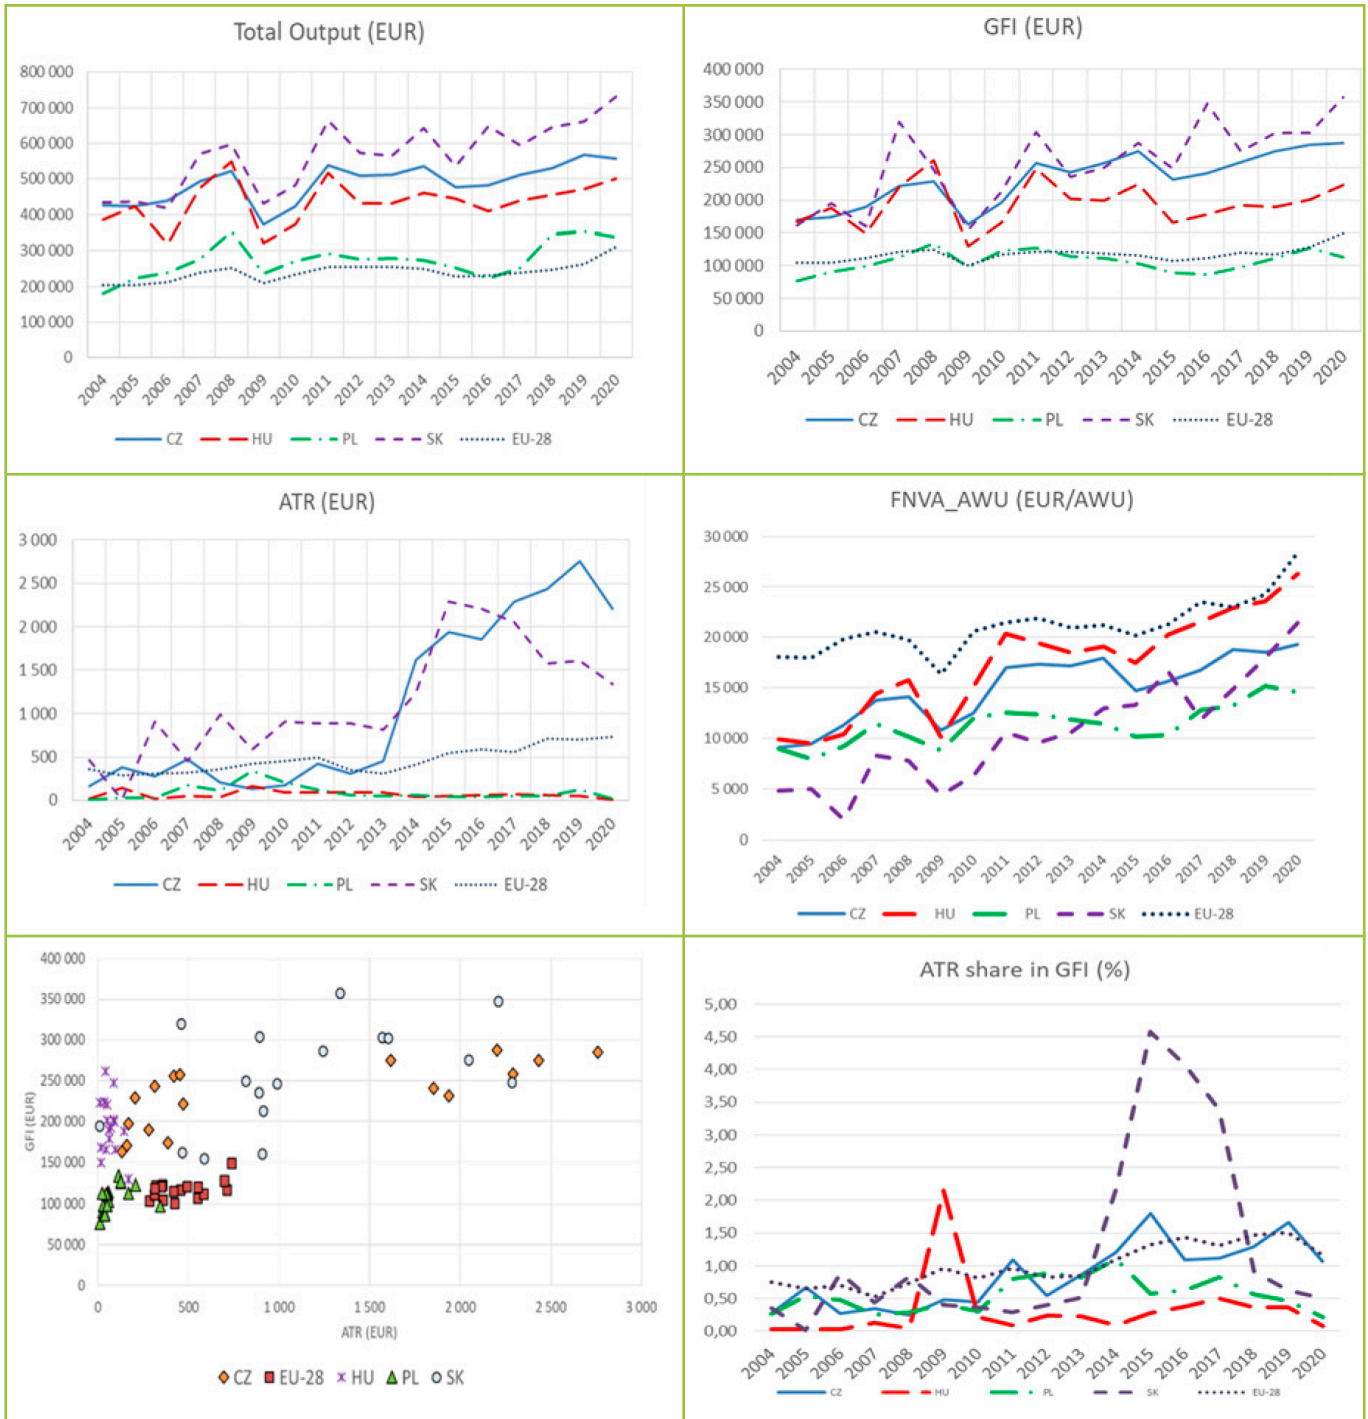 Total Output (EUR)
800 000
700 000
600 000
500 000
400 000
300 000
200 000
100 000
0
2004 2005 2006 2007 2008 2009 2010 2011 2012 2013 2014 2015 2016 2017 2018 2019 2020
CZ HU PL SK EU-28
GFI (EUR)
400 000
350 000
300 000
250 000
200 000
150 000
100 000
50 000
0
2004 2005 2006 2007 2008 2009 2010 2011 2012 2013 2014 2015 2016 2017 2018 2019 2020
CZ HU PL SK EU-28
ATR (EUR)
3 000
2 500
2 000
1 500
1 000
500
0
2004 2005 2006 2007 2008 2009 2010 2011 2012 2013 2014 2015 2016 2017 2018 2019 2020
CZ HU PL SK EU-28
FNVA_AWU (EUR/AWU)
30 000
25 000
20 000
15 000
10 000
5 000
0
2004 2005 2006 2007 2008 2009 2010 2011 2012 2013 2014 2015 2016 2017 2018 2019 2020
CZ HU PL SK EU-28
GFI (EUR)
400 000
350 000
300 000
250 000
200 000
150 000
100 000
50 000
0
0 500 1 000 1 500 2 000 2 500 3 000
ATR (EUR)
CZ EU-28 HU PL SK
ATR share in GFI (%)
5,00
4,50
4,00
3,50
3,00
2,50
2,00
1,50
1,00
0,50
0,00
2004 2005 2006 2007 2008 2009 2010 2011 2012 2013 2014 2015 2016 2017 2018 2019 2020
CZ HU PL SK EU-28